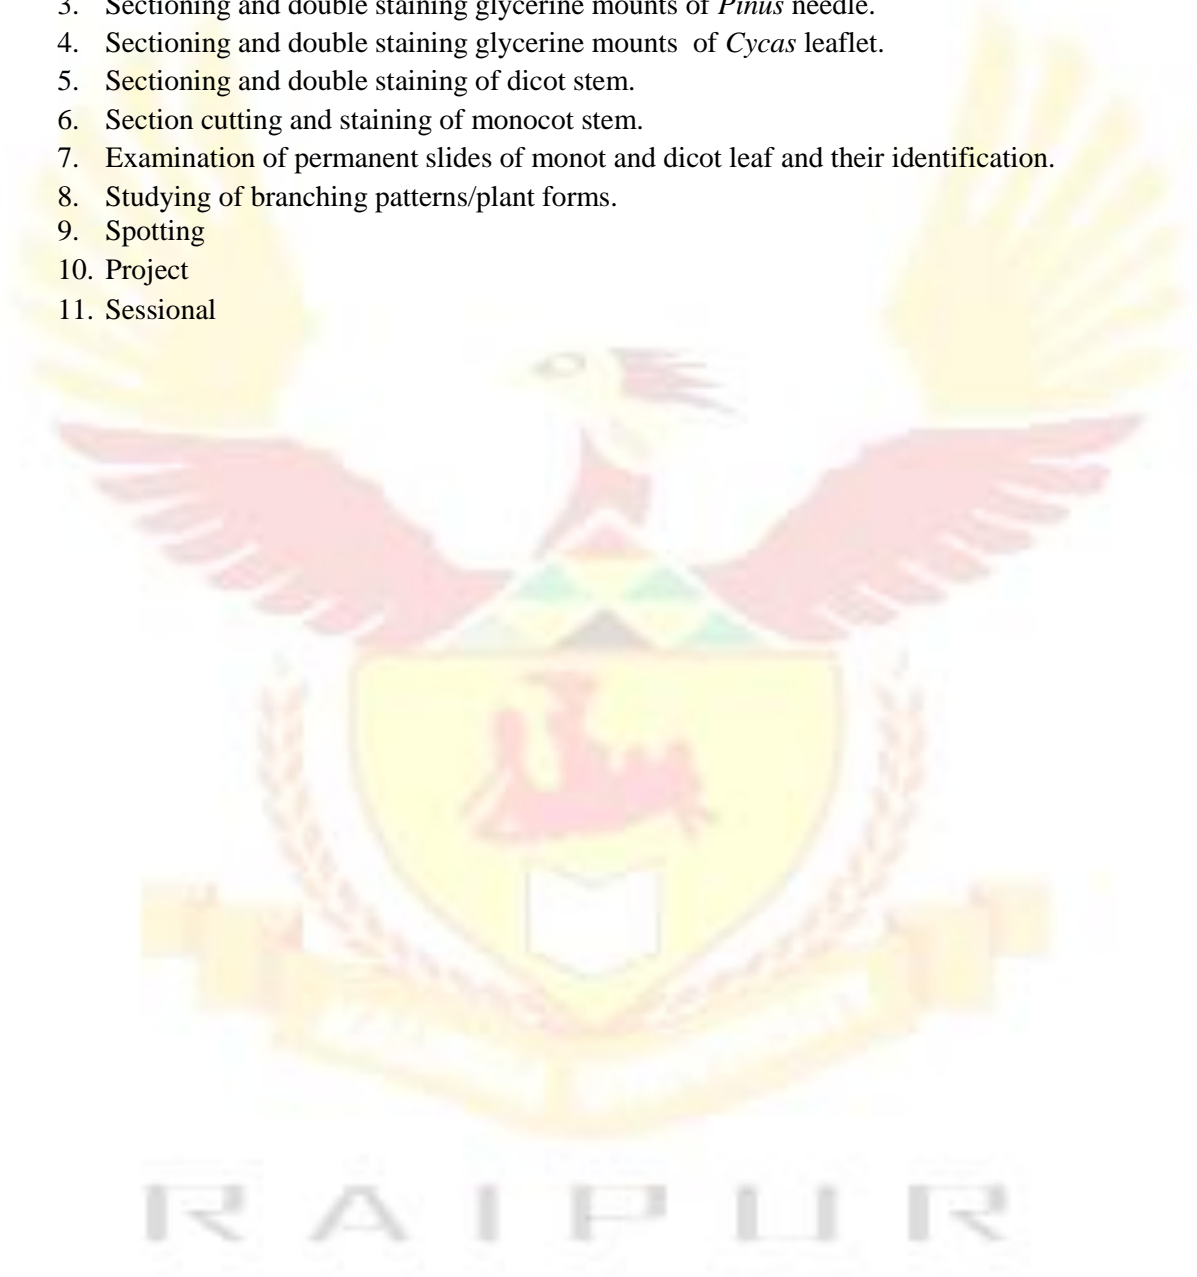 3. Sectioning and double staining glycerine mounts of Pinus needle.
4. Sectioning and double staining glycerine mounts of Cycas leaflet.
5. Sectioning and double staining of dicot stem.
6. Section cutting and staining of monocot stem.
7. Examination of permanent slides of monot and dicot leaf and their identification.
8. Studying of branching patterns/plant forms.
9. Spotting
10. Project
11. Sessional
RAIPUR